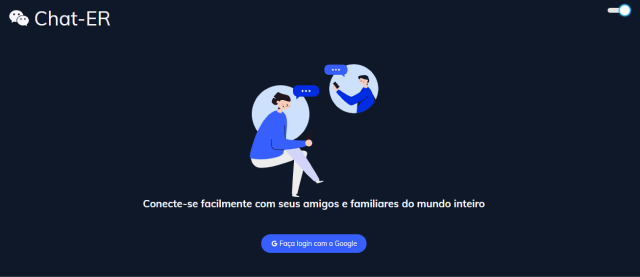 Chat-ER
Conecte-se facilmente com seus amigos e familiares do mundo inteiro
G Faça login com o Google